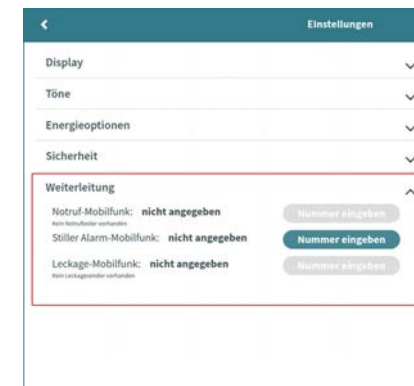 Einstellungen
Display
Töne
Energieoptionen
Sicherheit
Weiterleitung
Notruf-Mobilfunk: nicht angegeben Nummer eingeben
Kein Notruftaster vorhanden
Stiller Alarm-Mobilfunk: nicht angegeben Nummer eingeben
Leckage-Mobilfunk: nicht angegeben Nummer eingeben
Kein Leckagesender vorhanden